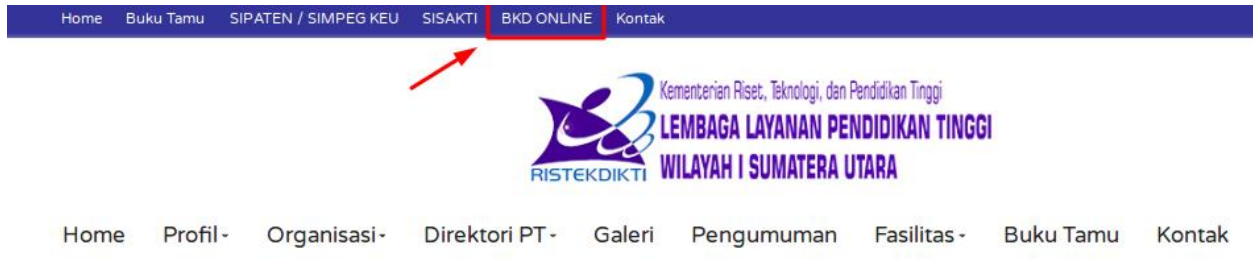 Home Buku Tamu SIPATEN / SIMPEG KEU SISAKTI BKD ONLINE Kontak
Kementerian Riset, Teknologi, dan Pendidikan Tinggi
LEMBAGA LAYANAN PENDIDIKAN TINGGI
WILAYAH I SUMATERA UTARA
RISTEKDIKTI
Home Profil Organisasi Direktori PT Galeri Pengumuman Fasilitas Buku Tamu Kontak